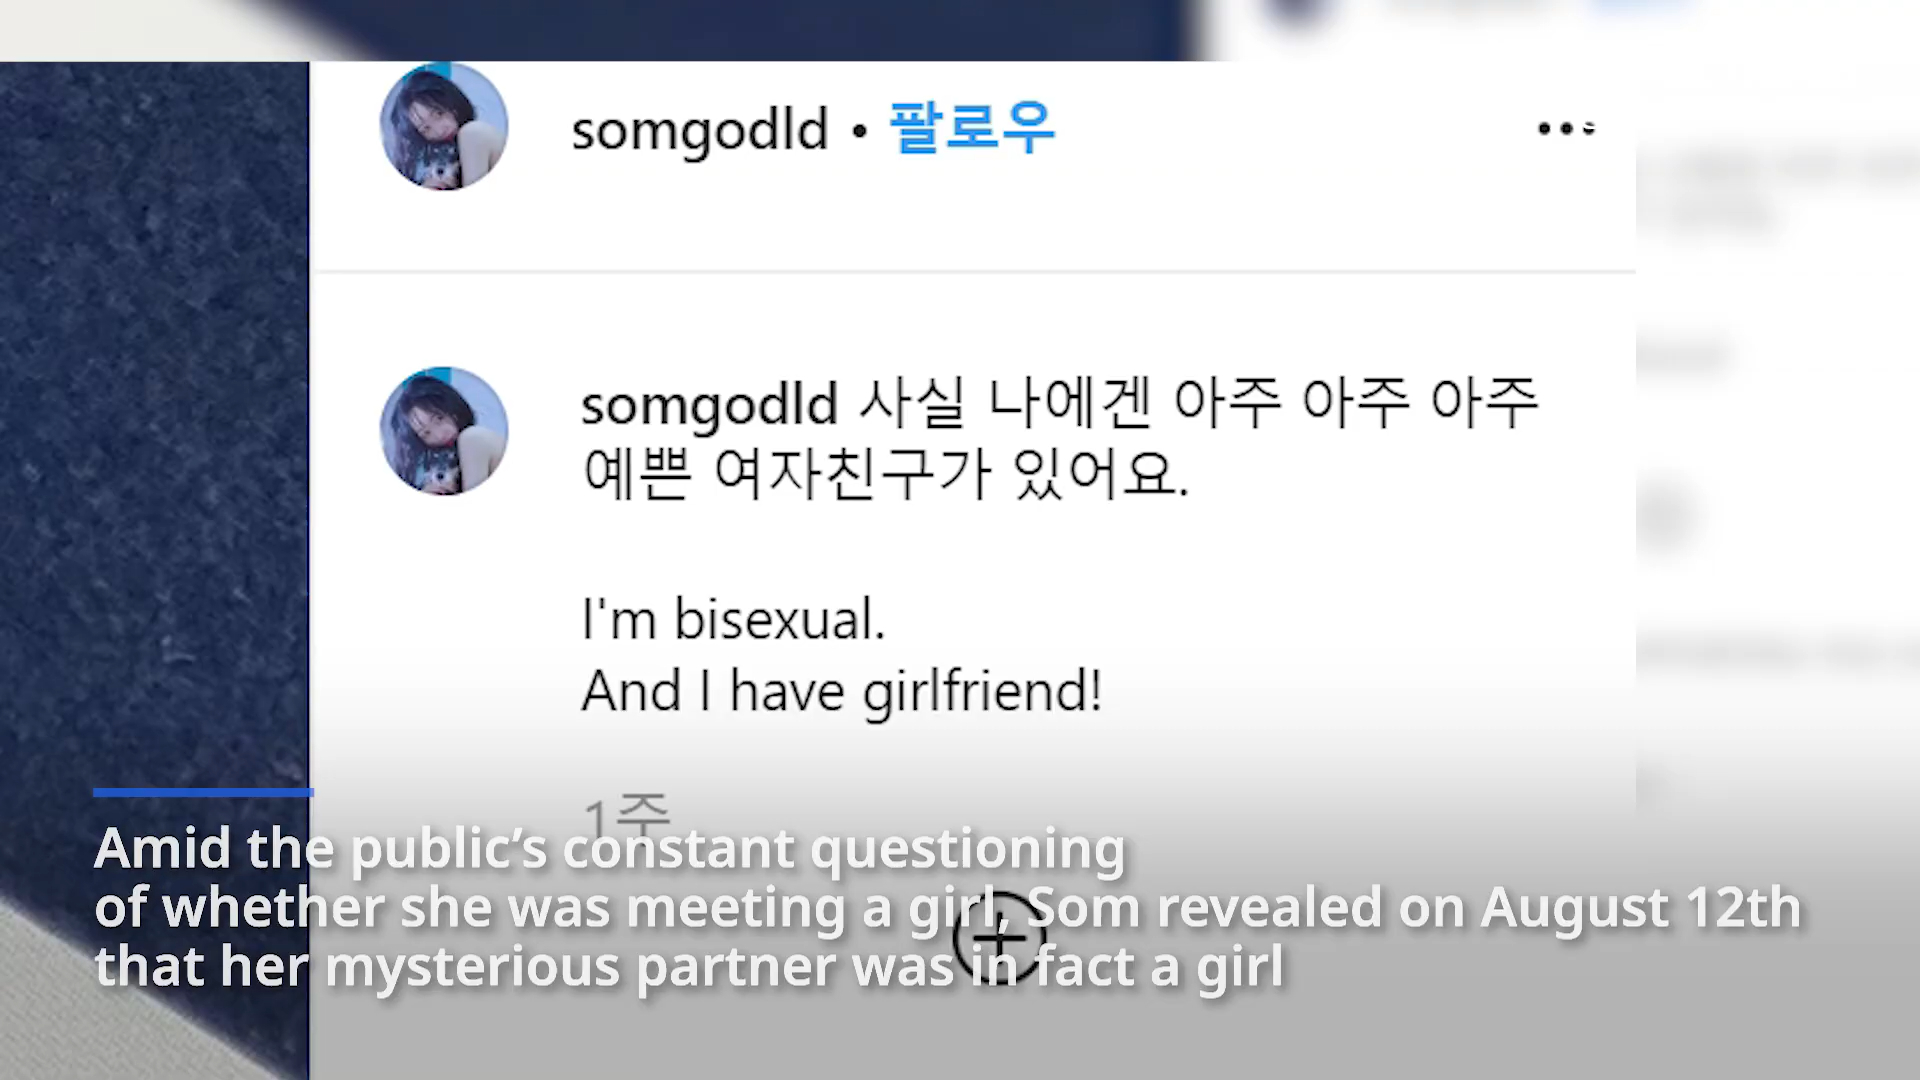 somgodld • 팔로우
somgodld 사실 나에겐 아주 아주 아주
예쁜 여자친구가 있어요.
I'm bisexual.
And I have girlfriend!
1주
Amid the public’s constant questioning
of whether she was meeting a girl, Som revealed on August 12th
that her mysterious partner was in fact a girl